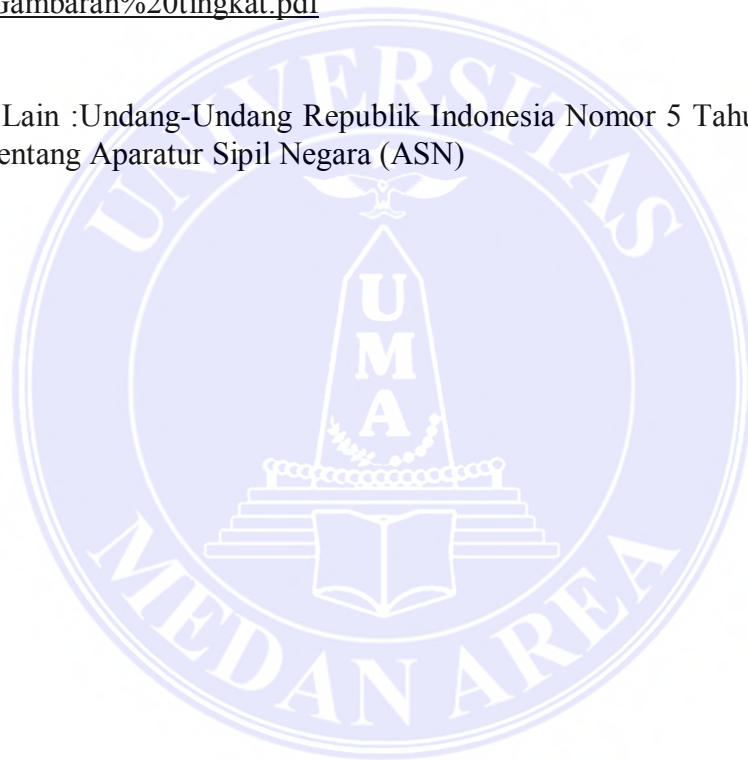 Gambaran%20tingkat.pdf
Lain :Undang-Undang Republik Indonesia Nomor 5 Tahu
entang Aparatur Sipil Negara (ASN)
UNIVERSITAS
UMA
MEDAN AREA